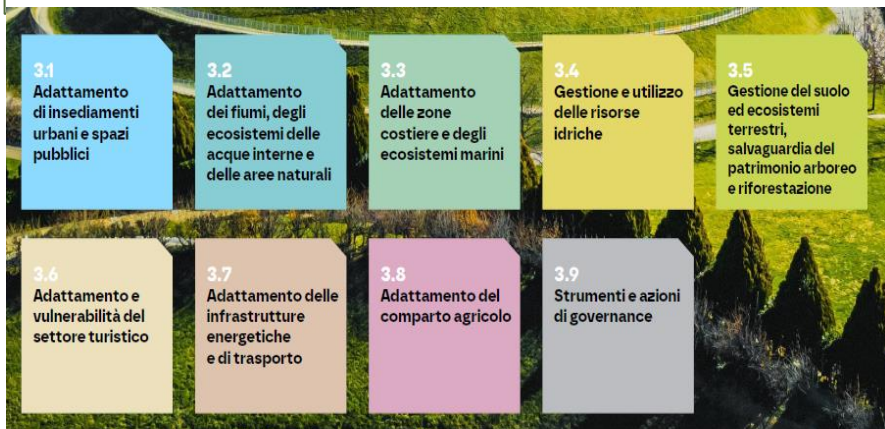 3.1
Adattamento
di insediamenti
urbani e spazi
pubblici
3.2
Adattamento
dei fiumi, degli
ecosistemi delle
acque interne e
delle aree naturali
3.3
Adattamento
delle zone
costiere e degli
ecosistemi marini
3.4
Gestione e utilizzo
delle risorse
idriche
3.5
Gestione del suolo
ed ecosistemi
terrestri,
salvaguardia del
patrimonio arboreo
e riforestazione
3.6
Adattamento e
vulnerabilità del
settore turistico
3.7
Adattamento delle
infrastrutture
energetiche
e di trasporto
3.8
Adattamento del
comparto agricolo
3.9
Strumenti e azioni
di governance